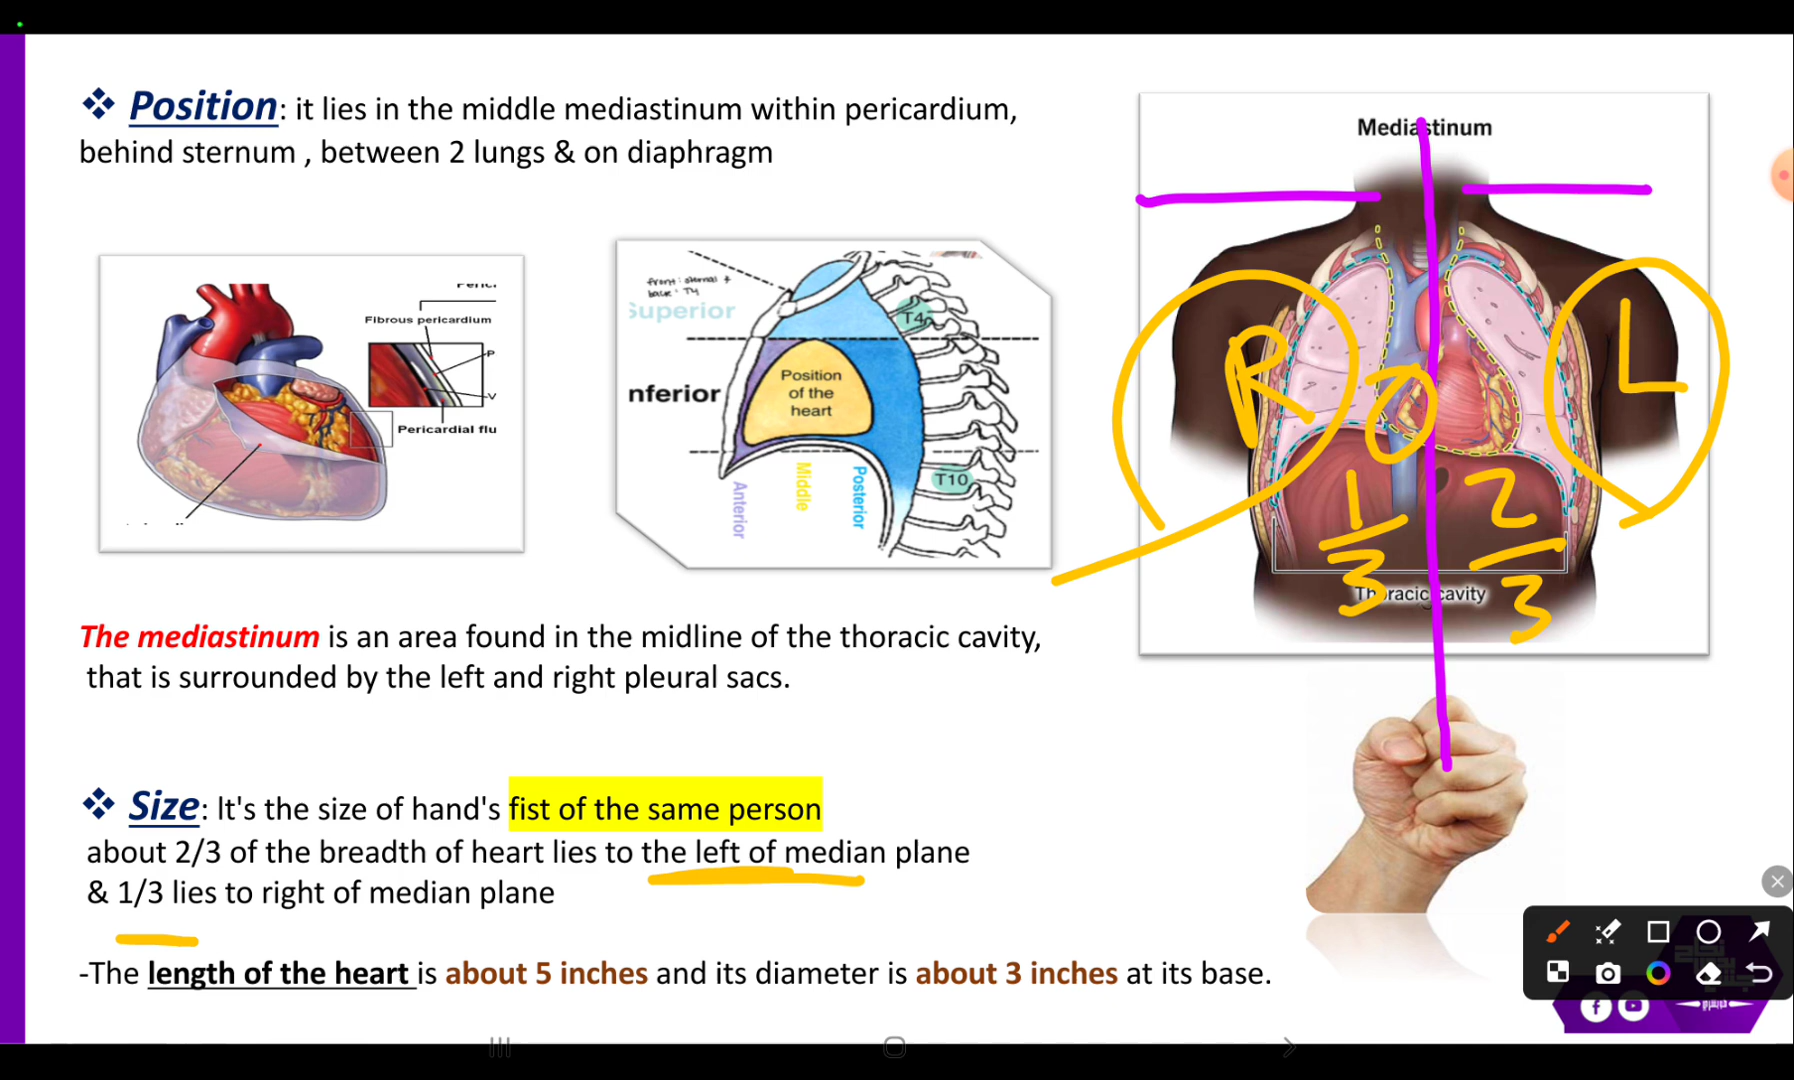 ❖ Position: it lies in the middle mediastinum within pericardium,
behind sternum , between 2 lungs & on diaphragm
Fibrous pericardium
P
V
Pericardial flu
front : sternal
back : T4
Superior
nferior
T4
Position
of the
heart
T10
Anterior
Middle
Posterior
Mediastinum
R
L
1/3
2/3
Thoracic cavity
The mediastinum is an area found in the midline of the thoracic cavity,
that is surrounded by the left and right pleural sacs.
❖ Size: It's the size of hand's fist of the same person
about 2/3 of the breadth of heart lies to the left of median plane
& 1/3 lies to right of median plane
-The length of the heart is about 5 inches and its diameter is about 3 inches at its base.